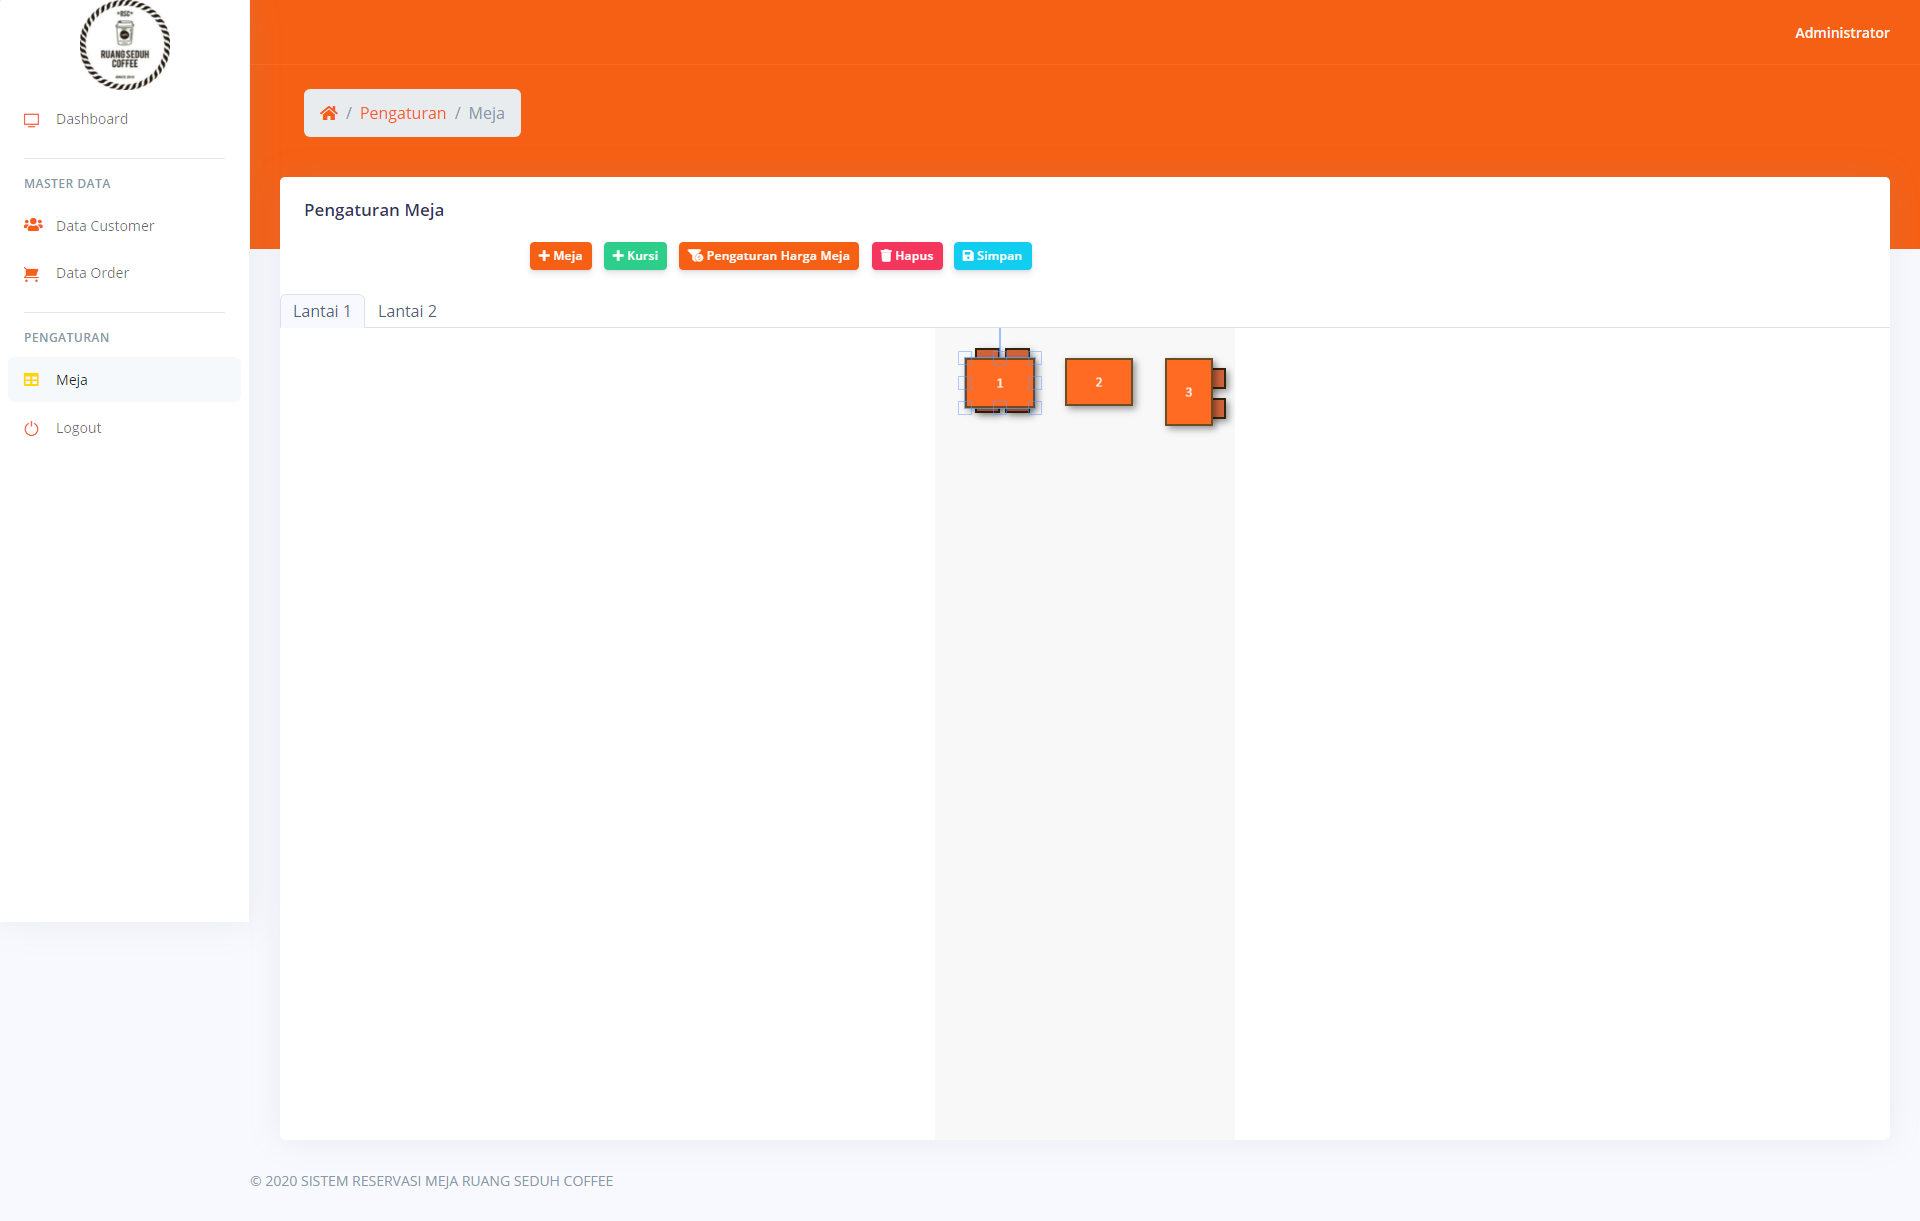 •RSC•
RUANG SEDUH
COFFEE
SINCE 2019
Administrator
Dashboard
/ Pengaturan / Meja
MASTER DATA
Data Customer
Data Order
PENGATURAN
Meja
Logout
Pengaturan Meja
Meja Kursi Pengaturan Harga Meja Hapus Simpan
Lantai 1 Lantai 2
1 2 3
© 2020 SISTEM RESERVASI MEJA RUANG SEDUH COFFEE